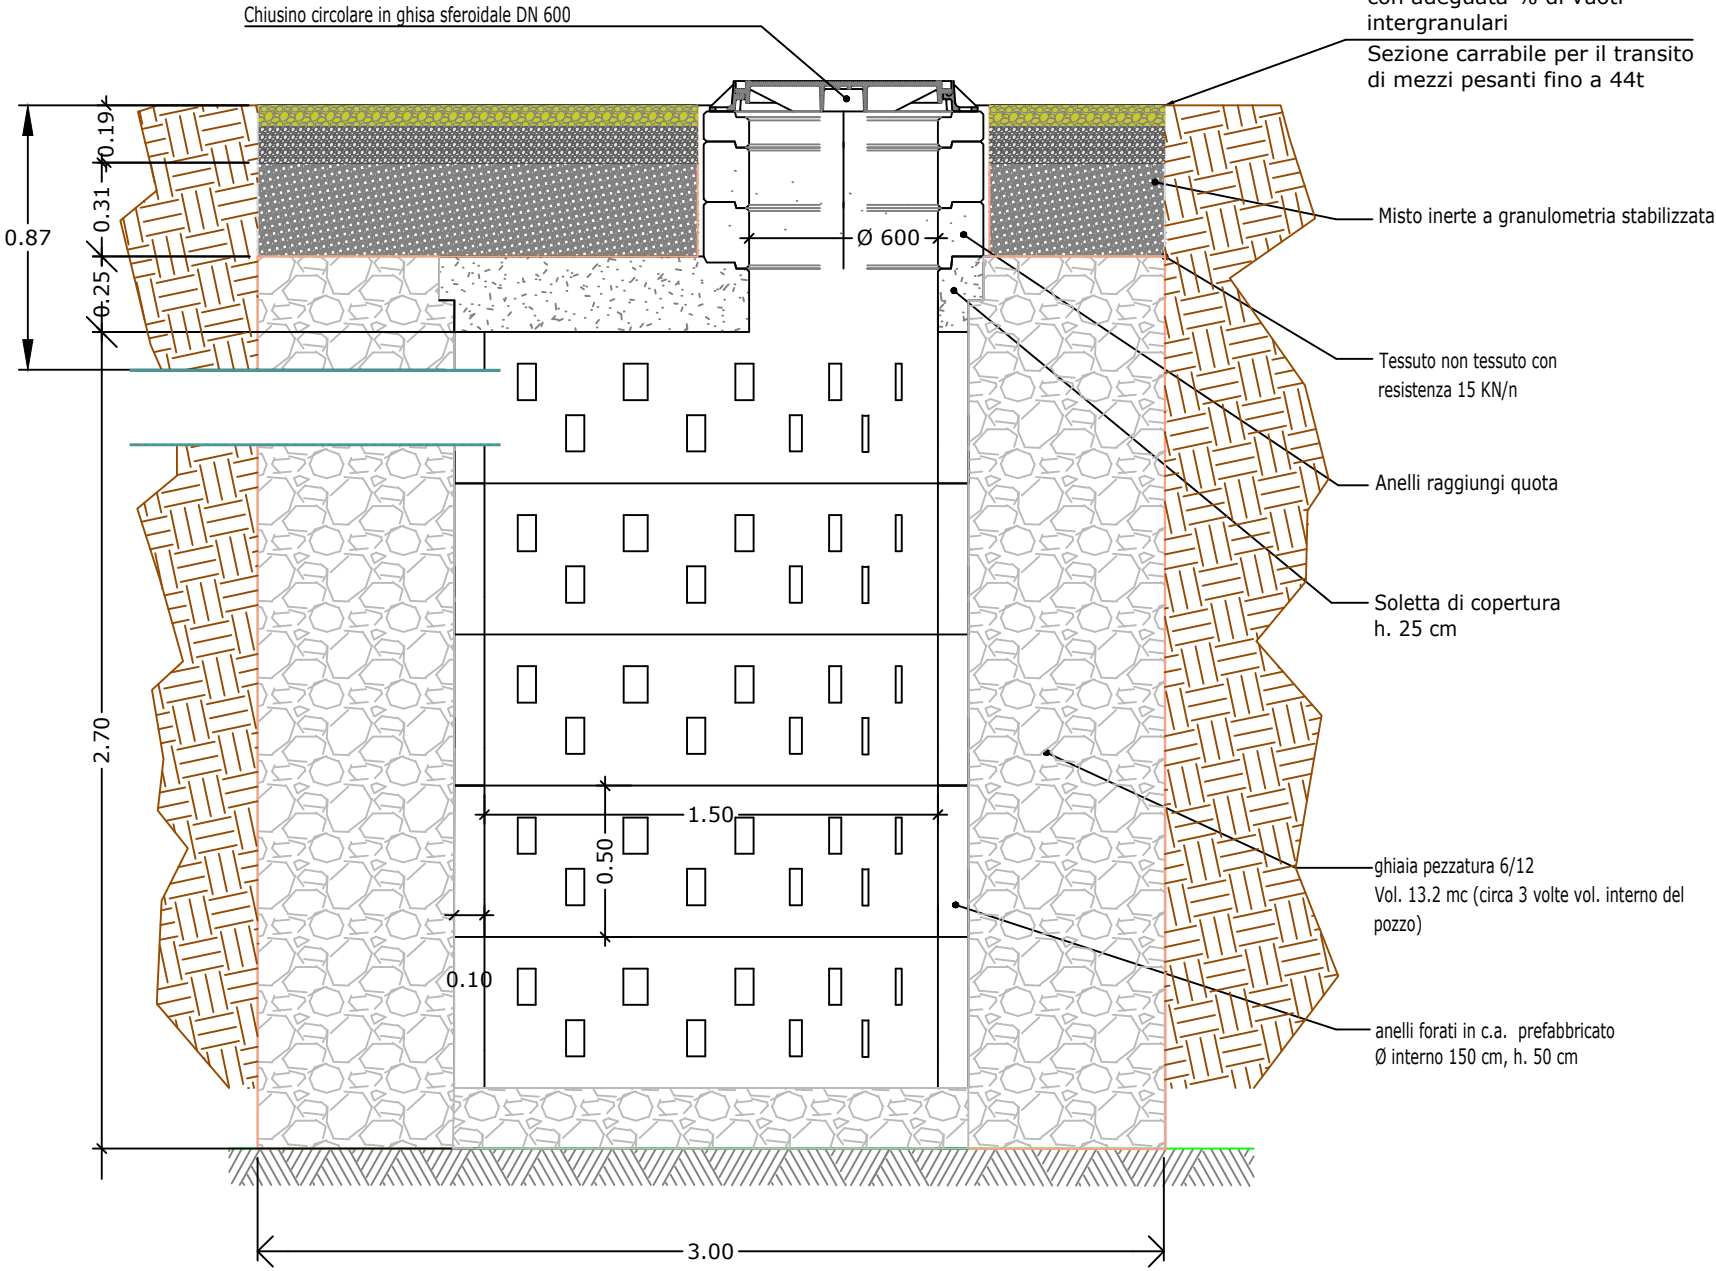 Chiusino circolare in ghisa sferoidale DN 600
con adeguata % di vuoti
intergranulari
Sezione carrabile per il transito
di mezzi pesanti fino a 44t
0.19
0.31
0.87
0.25
Ø 600
Misto inerte a granulometria stabilizzata
Tessuto non tessuto con
resistenza 15 KN/n
Anelli raggiungi quota
Soletta di copertura
h. 25 cm
2.70
1.50
0.50
0.10
ghiaia pezzatura 6/12
Vol. 13.2 mc (circa 3 volte vol. interno del
pozzo)
anelli forati in c.a. prefabbricato
Ø interno 150 cm, h. 50 cm
3.00